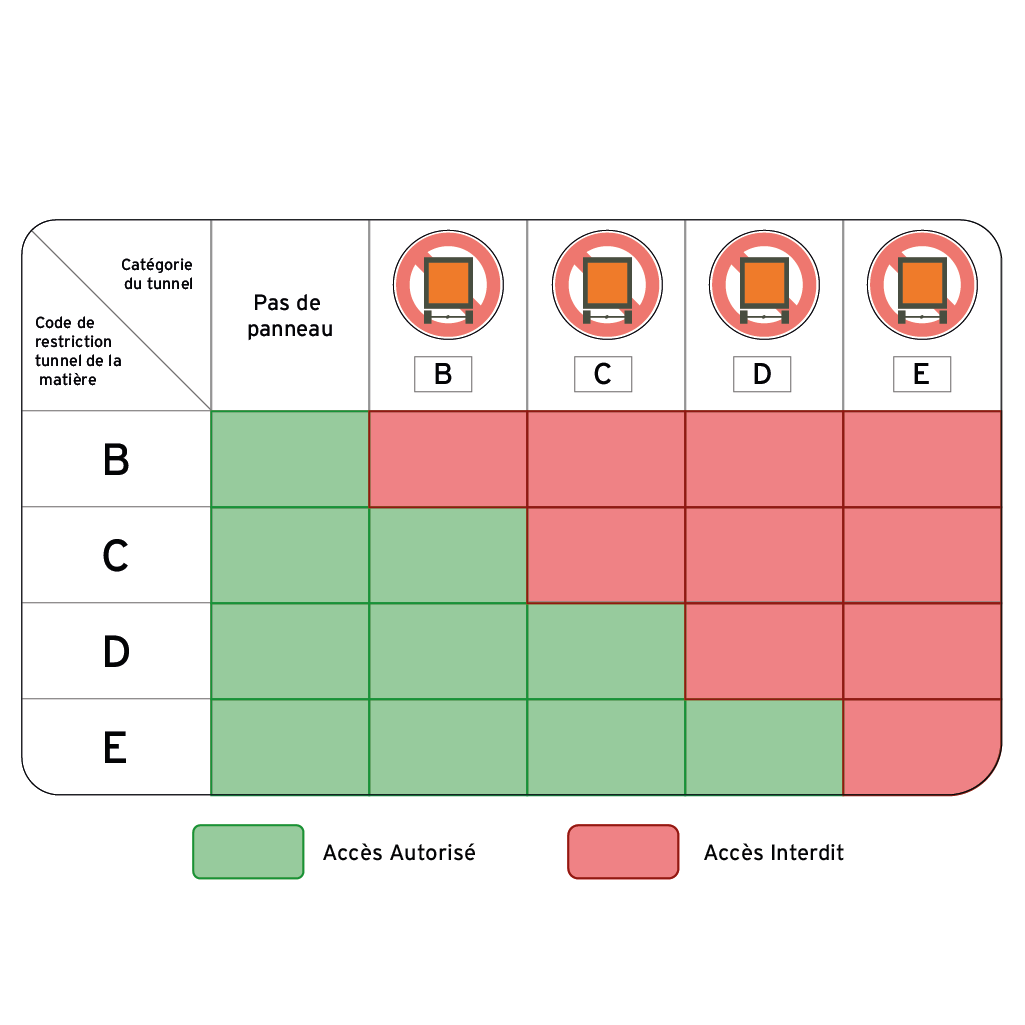 Catégorie
du tunnel
Code de
restriction
tunnel de la
matière
Pas de
panneau
B
C
D
E
B
C
D
E
Accès Autorisé
Accès Interdit